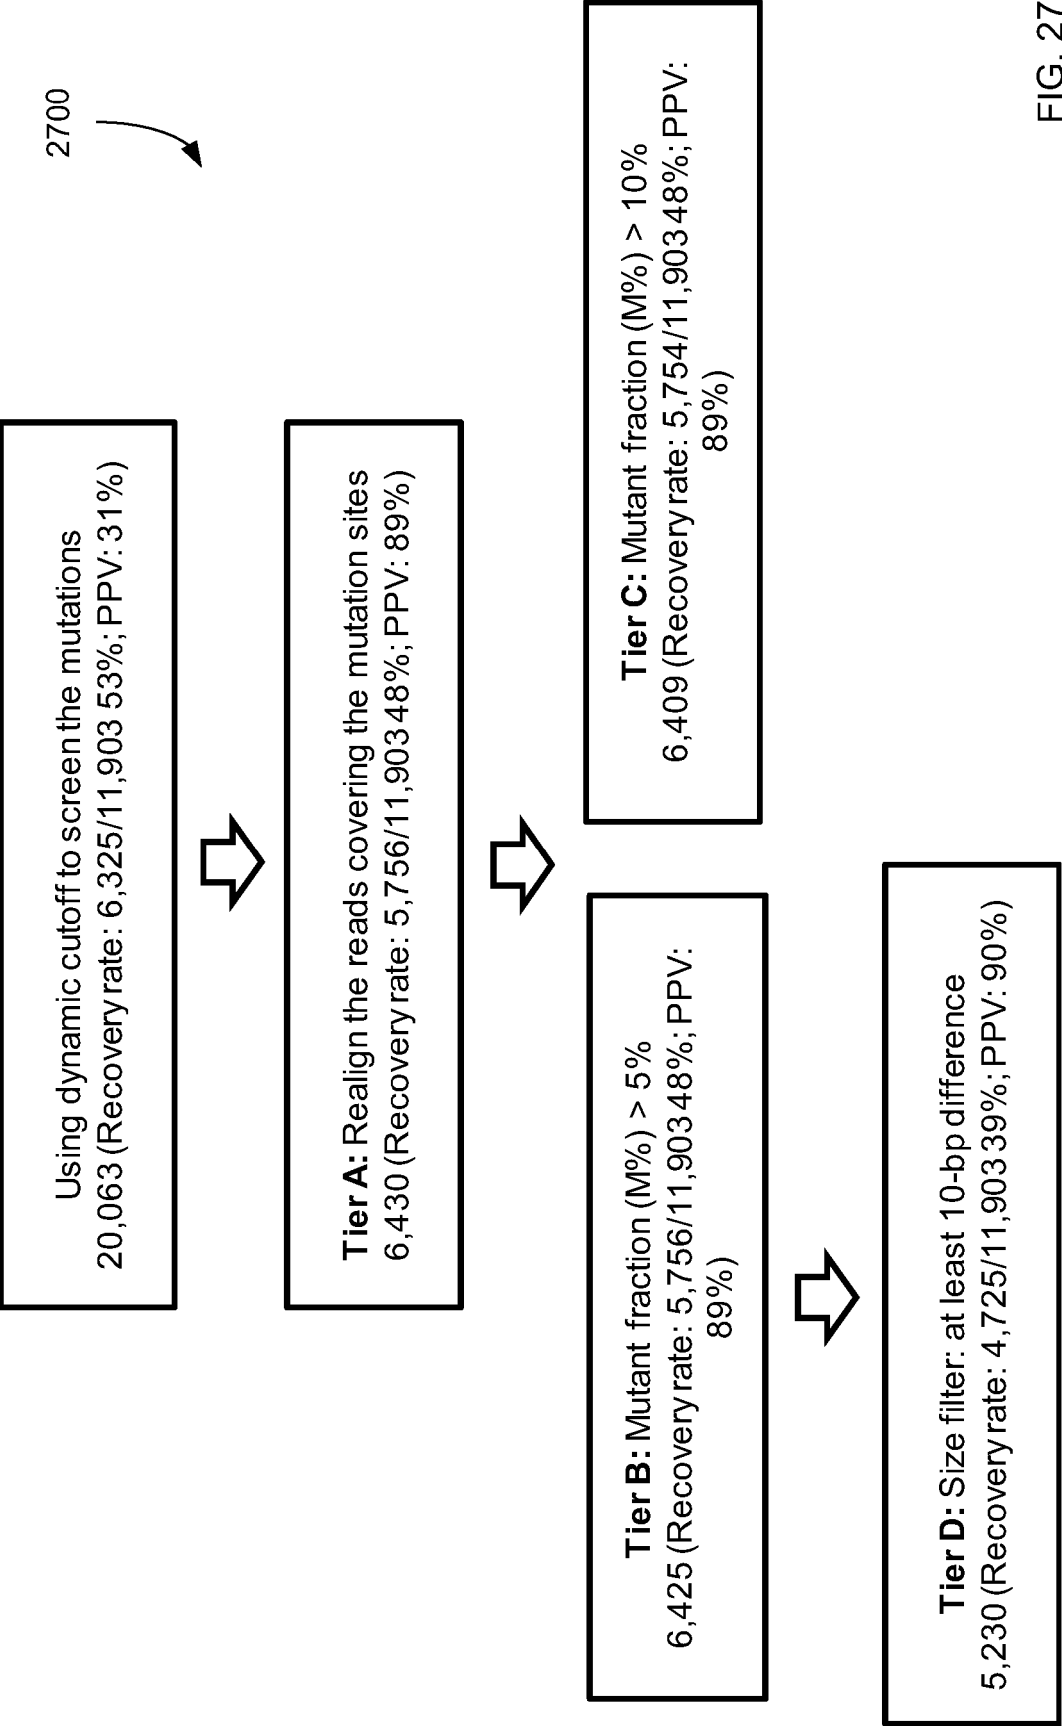 2700
Using dynamic cutoff to screen the mutations
20,063 (Recovery rate: 6,325/11,903 53%; PPV: 31%)
Tier A: Realign the reads covering the mutation sites
6,430 (Recovery rate: 5,756/11,903 48%; PPV: 89%)
Tier B: Mutant fraction (M%) > 5%
6,425 (Recovery rate: 5,756/11,903 48%; PPV:
89%)
Tier C: Mutant fraction (M%) > 10%
6,409 (Recovery rate: 5,754/11,903 48%; PPV:
89%)
Tier D: Size filter: at least 10-bp difference
5,230 (Recovery rate: 4,725/11,903 39%; PPV: 90%)
FIG. 27